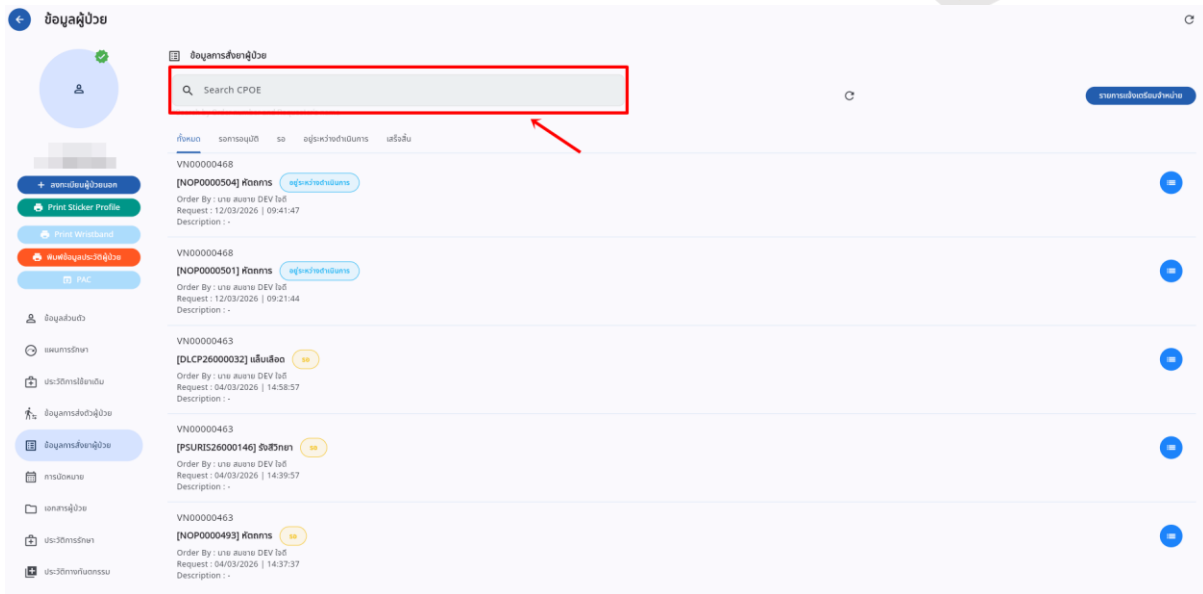 ข้อมูลผู้ป่วย
ข้อมูลการสั่งยาผู้ป่วย
Search CPOE
รายการแจ้งเตรียมจำหน่าย
ทั้งหมด รอการอนุมัติ รอ อยู่ระหว่างดำเนินการ เสร็จสิ้น
+ ลงทะเบียนผู้ป่วยนอก
Print Sticker Profile
Print Wristband
พิมพ์ข้อมูลประวัติผู้ป่วย
PAC
ข้อมูลส่วนตัว
แผนการรักษา
ประวัติการใช้ยาเดิม
ข้อมูลการส่งตัวผู้ป่วย
ข้อมูลการสั่งยาผู้ป่วย
การนัดหมาย
เอกสารผู้ป่วย
ประวัติการรักษา
ประวัติทางทันตกรรม
VN00000468
[NOP0000504] หัตถการ อยู่ระหว่างดำเนินการ
Order By : นาย สมชาย DEV ใจดี
Request : 12/03/2026 | 09:41:47
Description : -
VN00000468
[NOP0000501] หัตถการ อยู่ระหว่างดำเนินการ
Order By : นาย สมชาย DEV ใจดี
Request : 12/03/2026 | 09:21:44
Description : -
VN00000463
[DLCP26000032] แล็บเลือด รอ
Order By : นาย สมชาย DEV ใจดี
Request : 04/03/2026 | 14:58:57
Description : -
VN00000463
[PSURIS26000146] รังสีวิทยา รอ
Order By : นาย สมชาย DEV ใจดี
Request : 04/03/2026 | 14:39:57
Description : -
VN00000463
[NOP0000493] หัตถการ รอ
Order By : นาย สมชาย DEV ใจดี
Request : 04/03/2026 | 14:37:37
Description : -